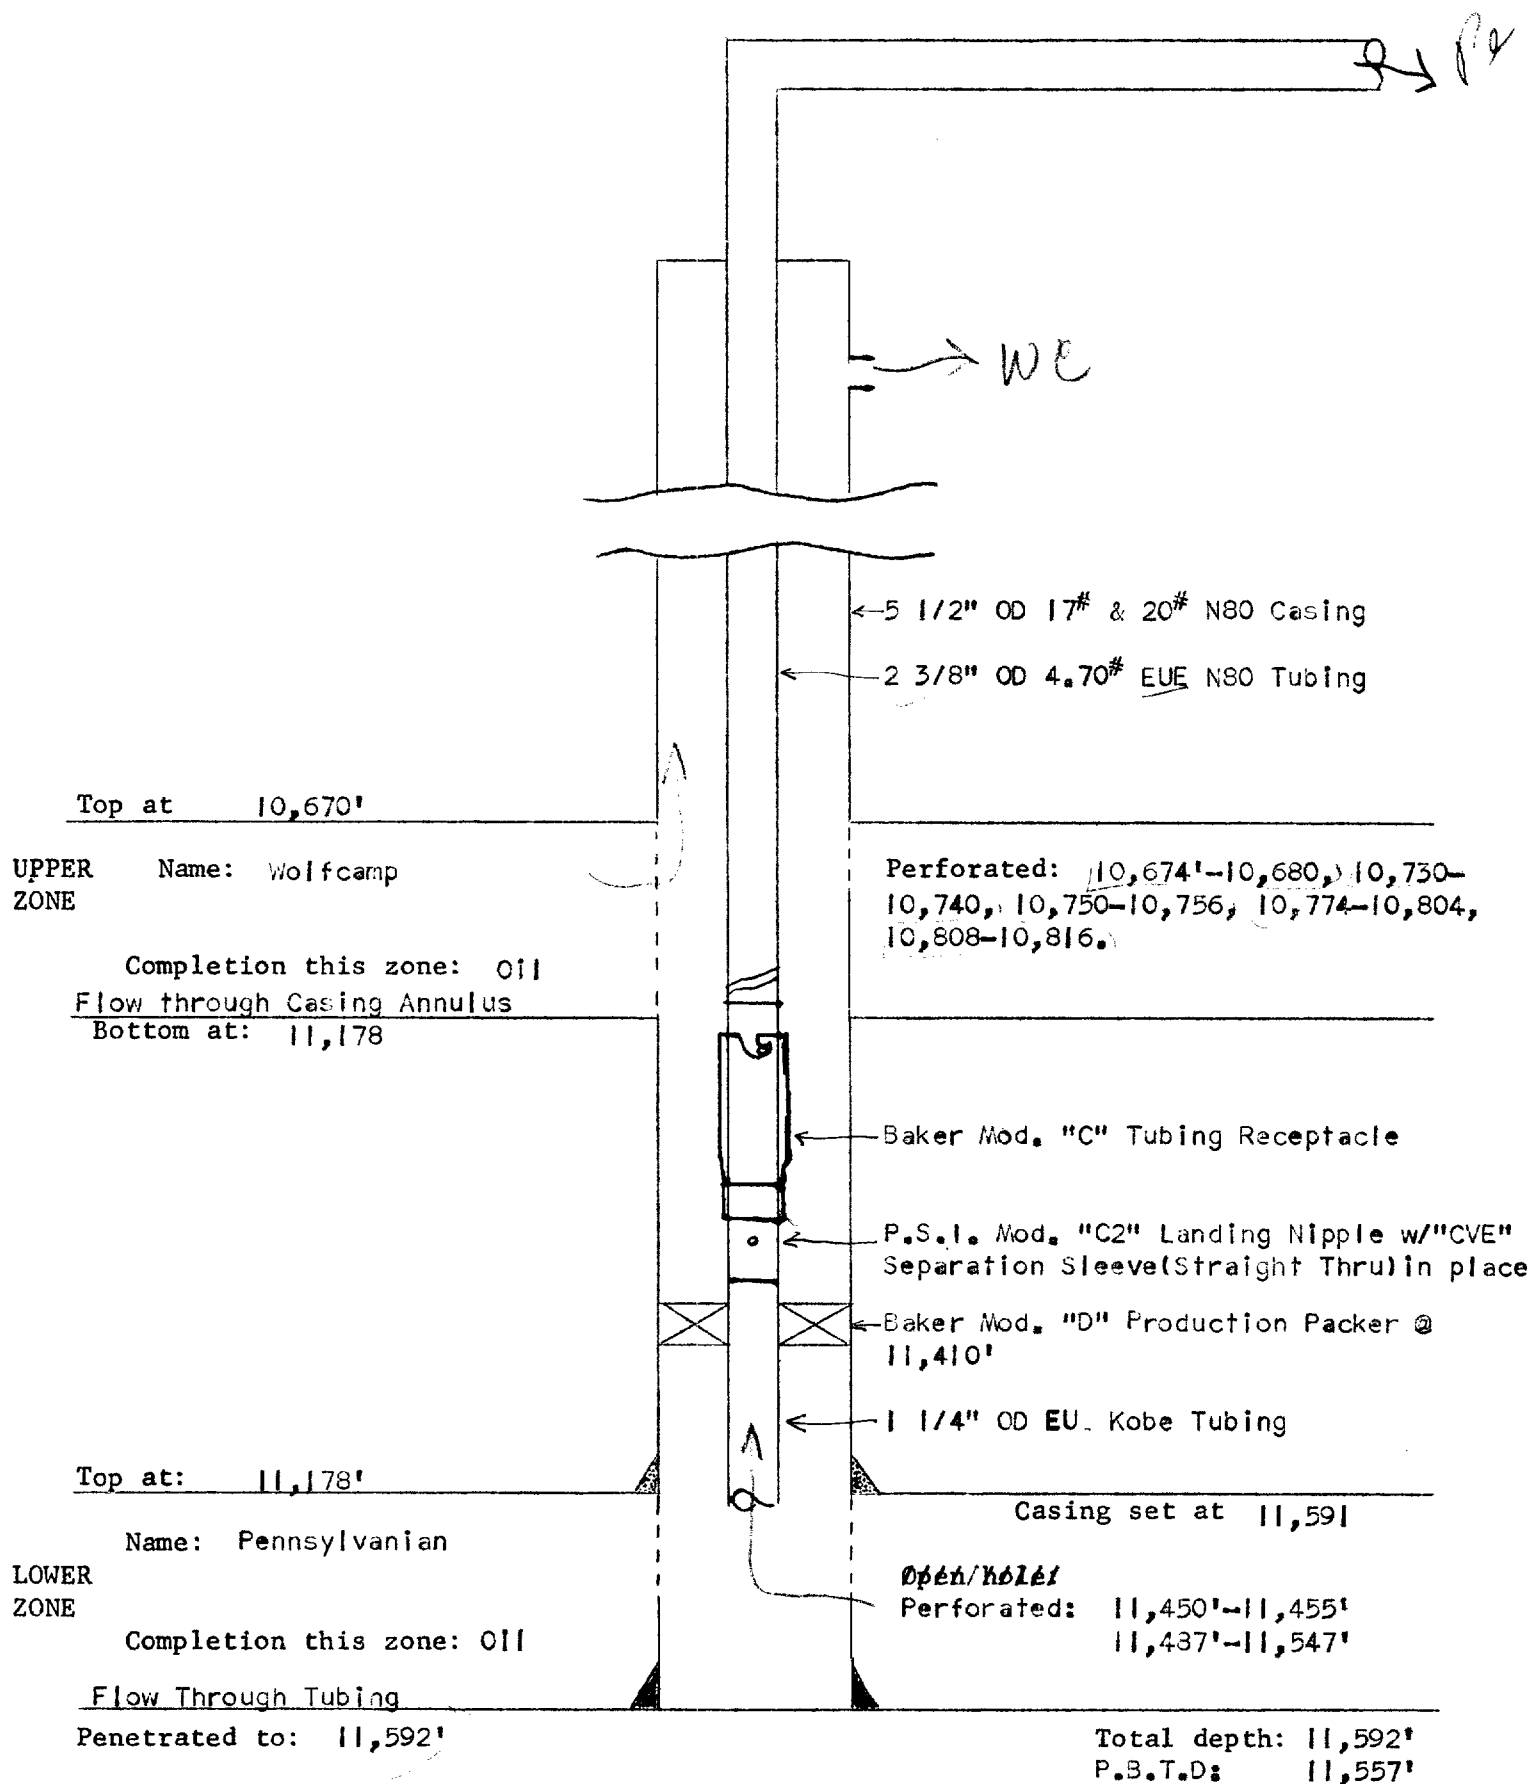 WC
5 1/2" OD 17# & 20# N80 Casing
2 3/8" OD 4.70# EUE N80 Tubing
Top at 10,670'
UPPER ZONE
Name: Wolfcamp
Perforated: 10,674'-10,680, 10,730-
10,740, 10,750-10,756, 10,774-10,804,
10,808-10,816.
Completion this zone: Oil
Flow through Casing Annulus
Bottom at: 11,178
Baker Mod. "C" Tubing Receptacle
P.S.I. Mod. "C2" Landing Nipple w/"CVE"
Separation Sleeve(Straight Thru)in place
Baker Mod. "D" Production Packer @
11,410'
1 1/4" OD EU. Kobe Tubing
Top at: 11,178'
Casing set at 11,591
Name: Pennsylvanian
LOWER ZONE
Open/hole/
Perforated: 11,450'-11,455'
11,487'-11,547'
Completion this zone: Oil
Flow Through Tubing
Penetrated to: 11,592'
Total depth: 11,592'
P.B.T.D: 11,557'